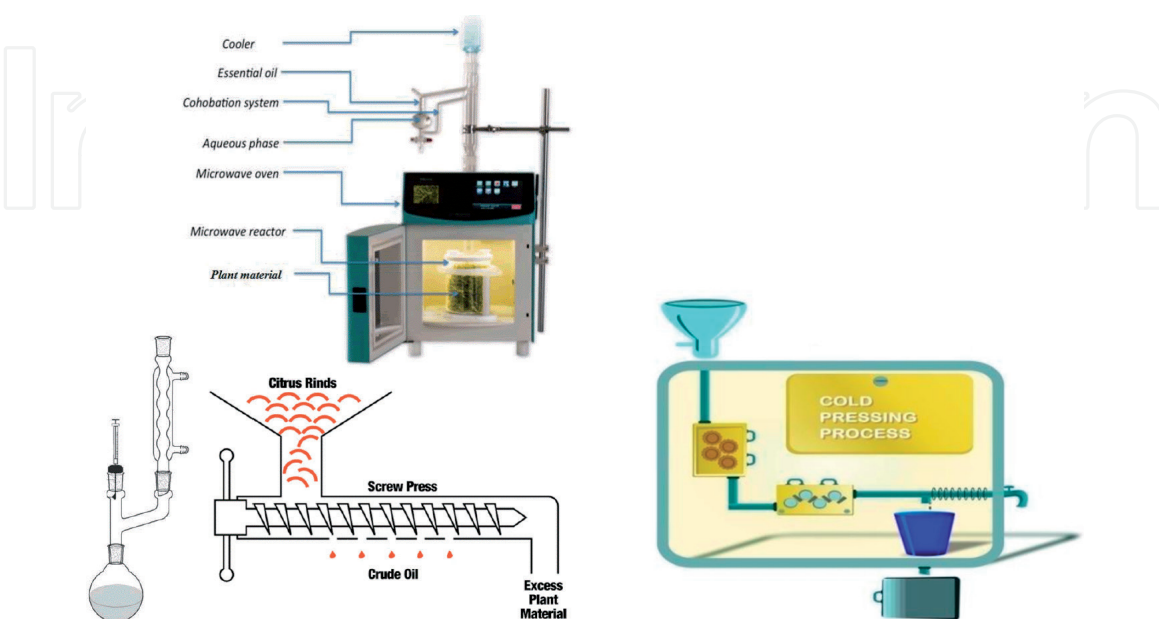 Cooler
Essential oil
Cohobation system
Aqueous phase
Microwave oven
Microwave reactor
Plant material
Citrus Rinds
Screw Press
Crude Oil
Excess
Plant
Material
COLD
PRESSING
PROCESS